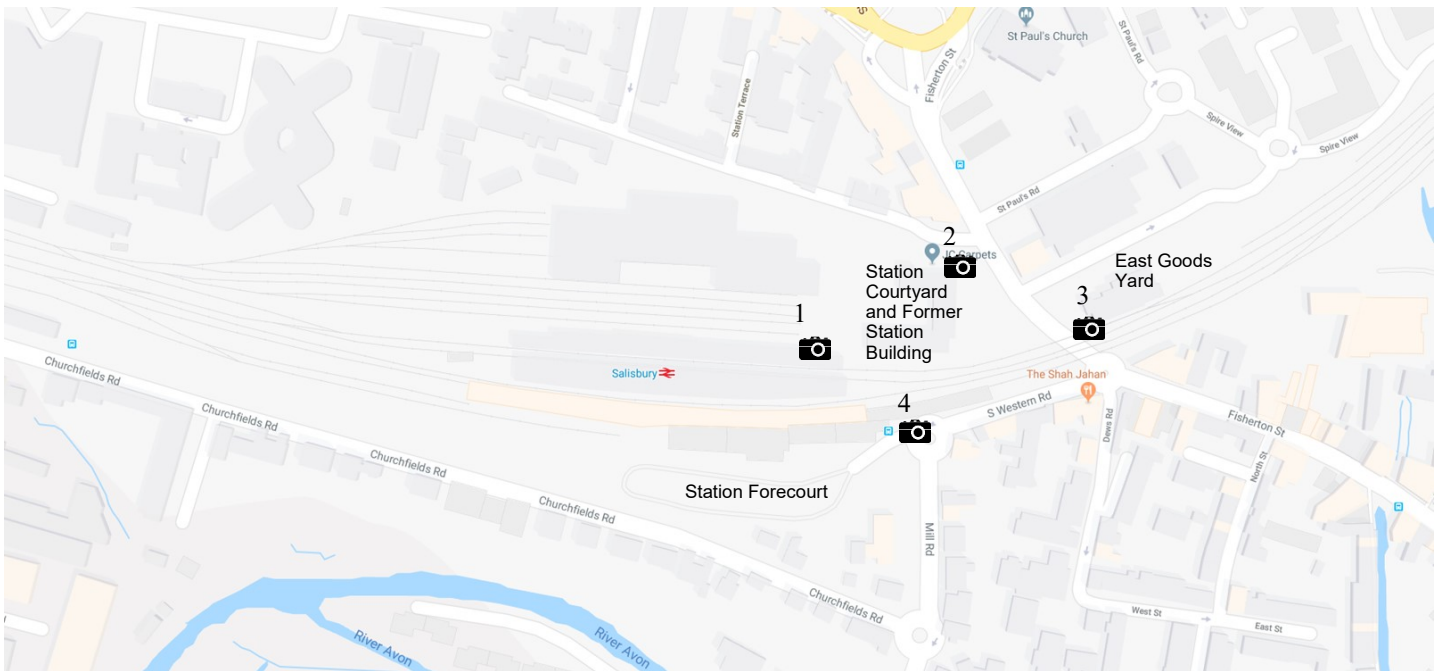 S
St Paul's Church
St Paul's Rd
Fisherton St
Station Terrace
Spire View
Spire View
St Paul's Rd
2
JC Carpets
East Goods
Yard
Station
Courtyard
and Former
Station
Building
3
1
Churchfields Rd
Salisbury
The Shah Jahan
4
S Western Rd
Churchfields Rd
Dews Rd
Fisherton St
Churchfields Rd
North St
Station Forecourt
Churchfields Rd
Mill Rd
Churchfields Rd
West St
East St
River Avon
River Avon